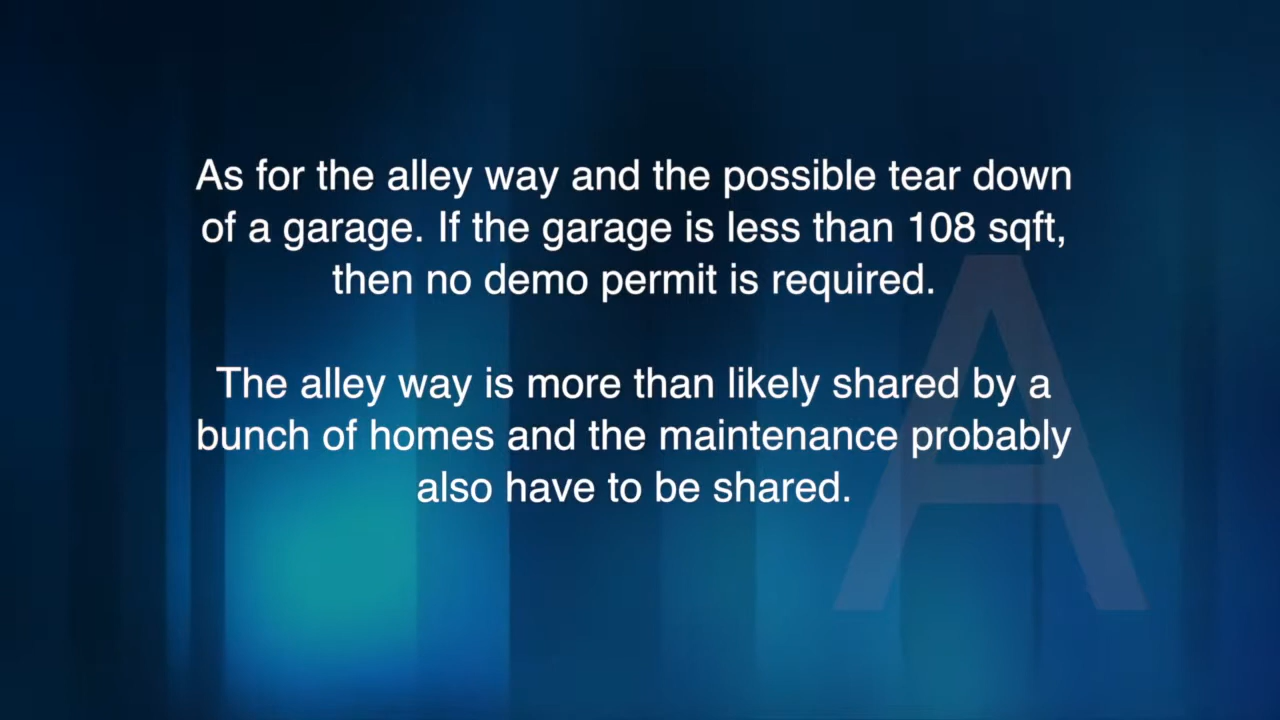 As for the alley way and the possible tear down
of a garage. If the garage is less than 108 sqft,
then no demo permit is required.
The alley way is more than likely shared by a
bunch of homes and the maintenance probably
also have to be shared.
A